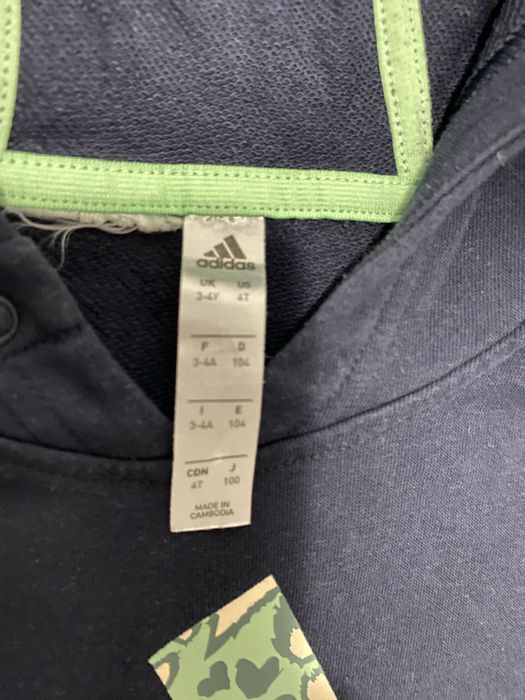 adidas
UK US
3-4Y 4T
F D
3-4A 104
I E
3-4A 104
CDN J
4T 100
MADE IN
CAMBODIA